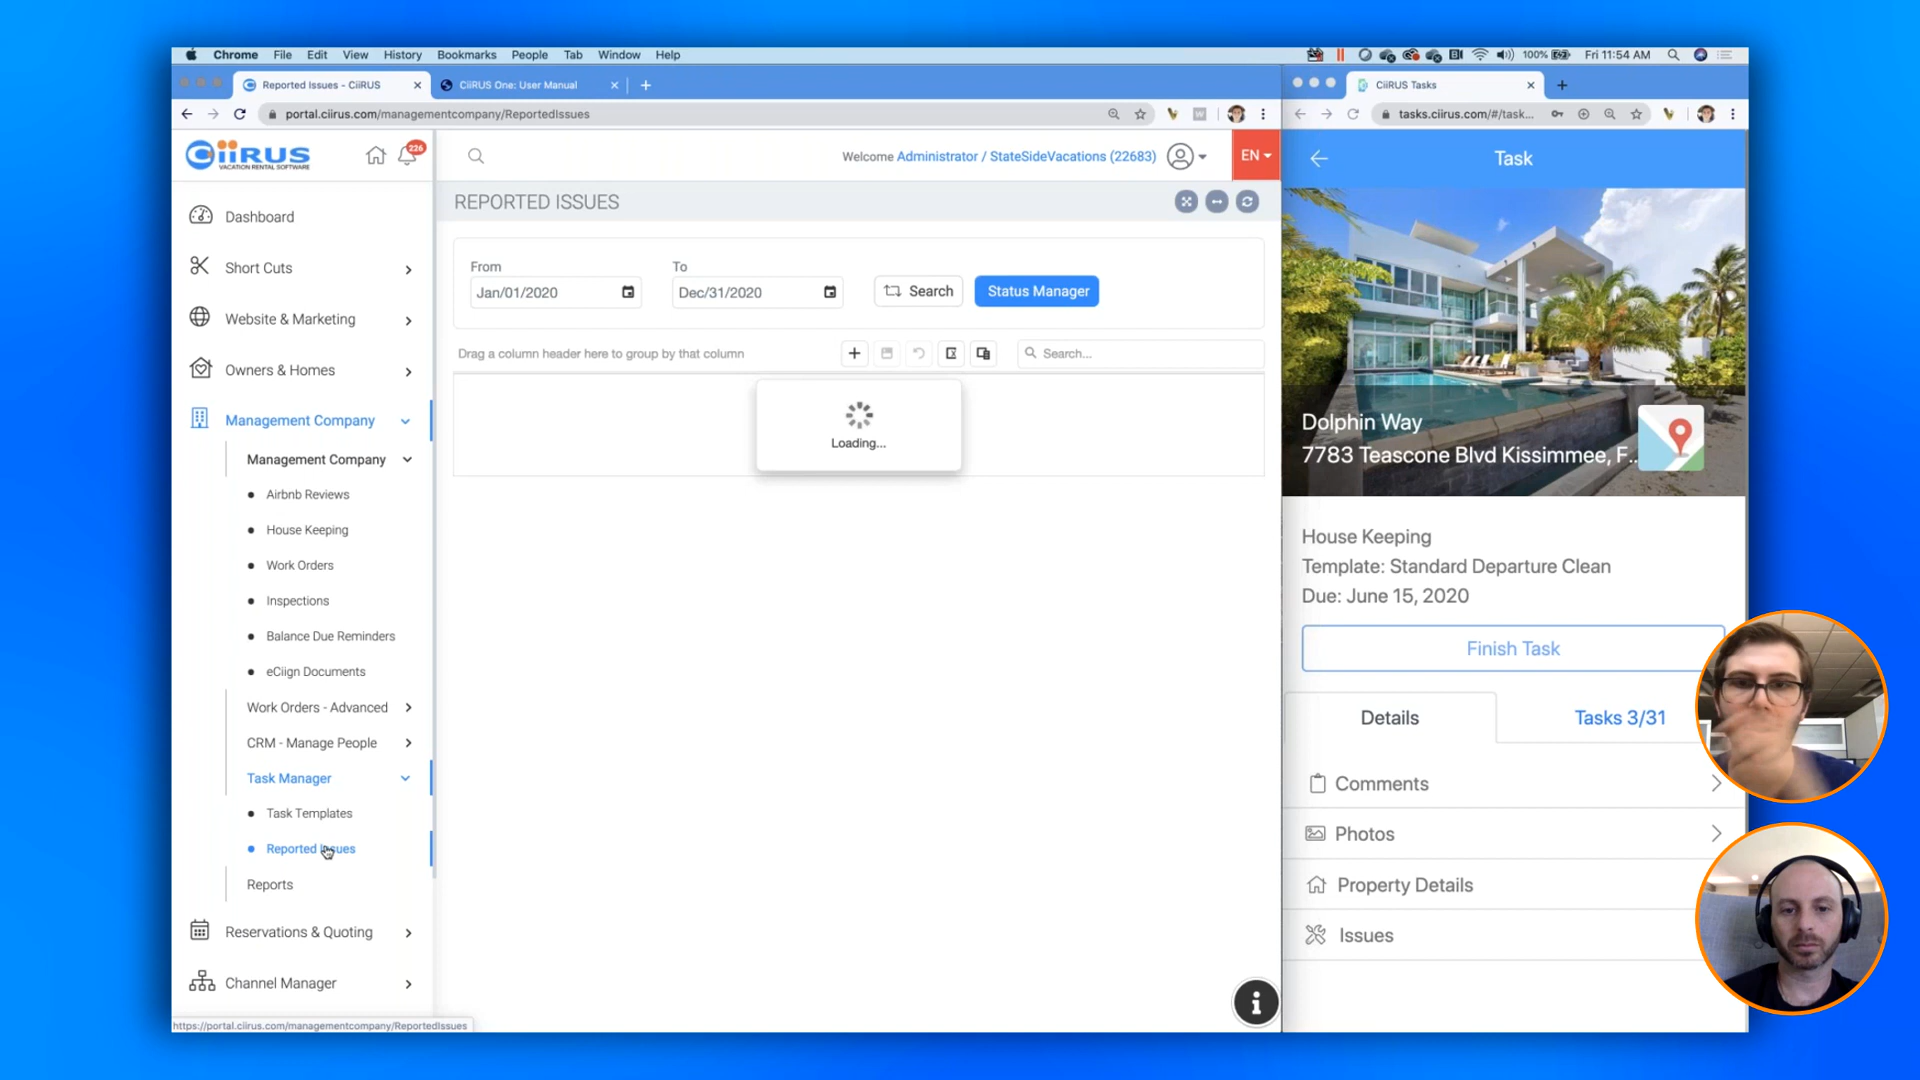 Chrome File Edit View History Bookmarks People Tab Window Help
100% Fri 11:54 AM
Reported Issues - CiiRUS
CiiRUS One: User Manual
CiiRUS Tasks
portal.ciirus.com/managementcompany/ReportedIssues
tasks.ciirus.com/#/task...
CiiRUS
VACATION RENTAL SOFTWARE
226
Welcome Administrator / StateSideVacations (22683)
EN
Dashboard
Short Cuts
Website & Marketing
Owners & Homes
Management Company
Management Company
Airbnb Reviews
House Keeping
Work Orders
Inspections
Balance Due Reminders
eCiign Documents
Work Orders - Advanced
CRM - Manage People
Task Manager
Task Templates
Reported Issues
Reports
Reservations & Quoting
Channel Manager
https://portal.ciirus.com/managementcompany/ReportedIssues
REPORTED ISSUES
From
Jan/01/2020
To
Dec/31/2020
Search
Status Manager
Drag a column header here to group by that column
Search...
Loading...
Task
Dolphin Way
7783 Teascone Blvd Kissimmee, F...
House Keeping
Template: Standard Departure Clean
Due: June 15, 2020
Finish Task
Details
Tasks 3/31
Comments
Photos
Property Details
Issues